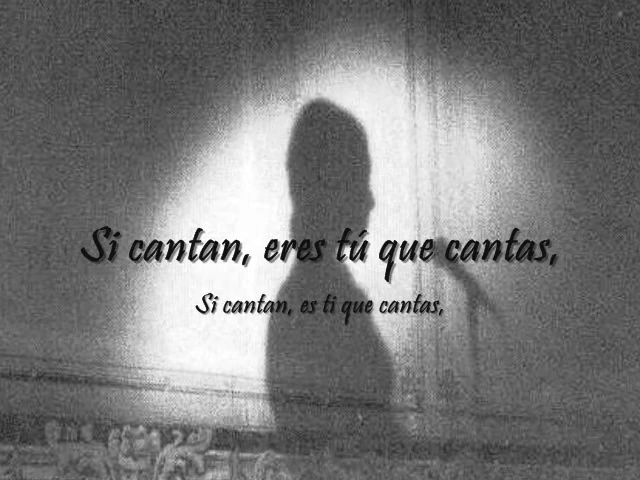 Si cantan, eres tú que cantas,
Si cantan, es ti que cantas,